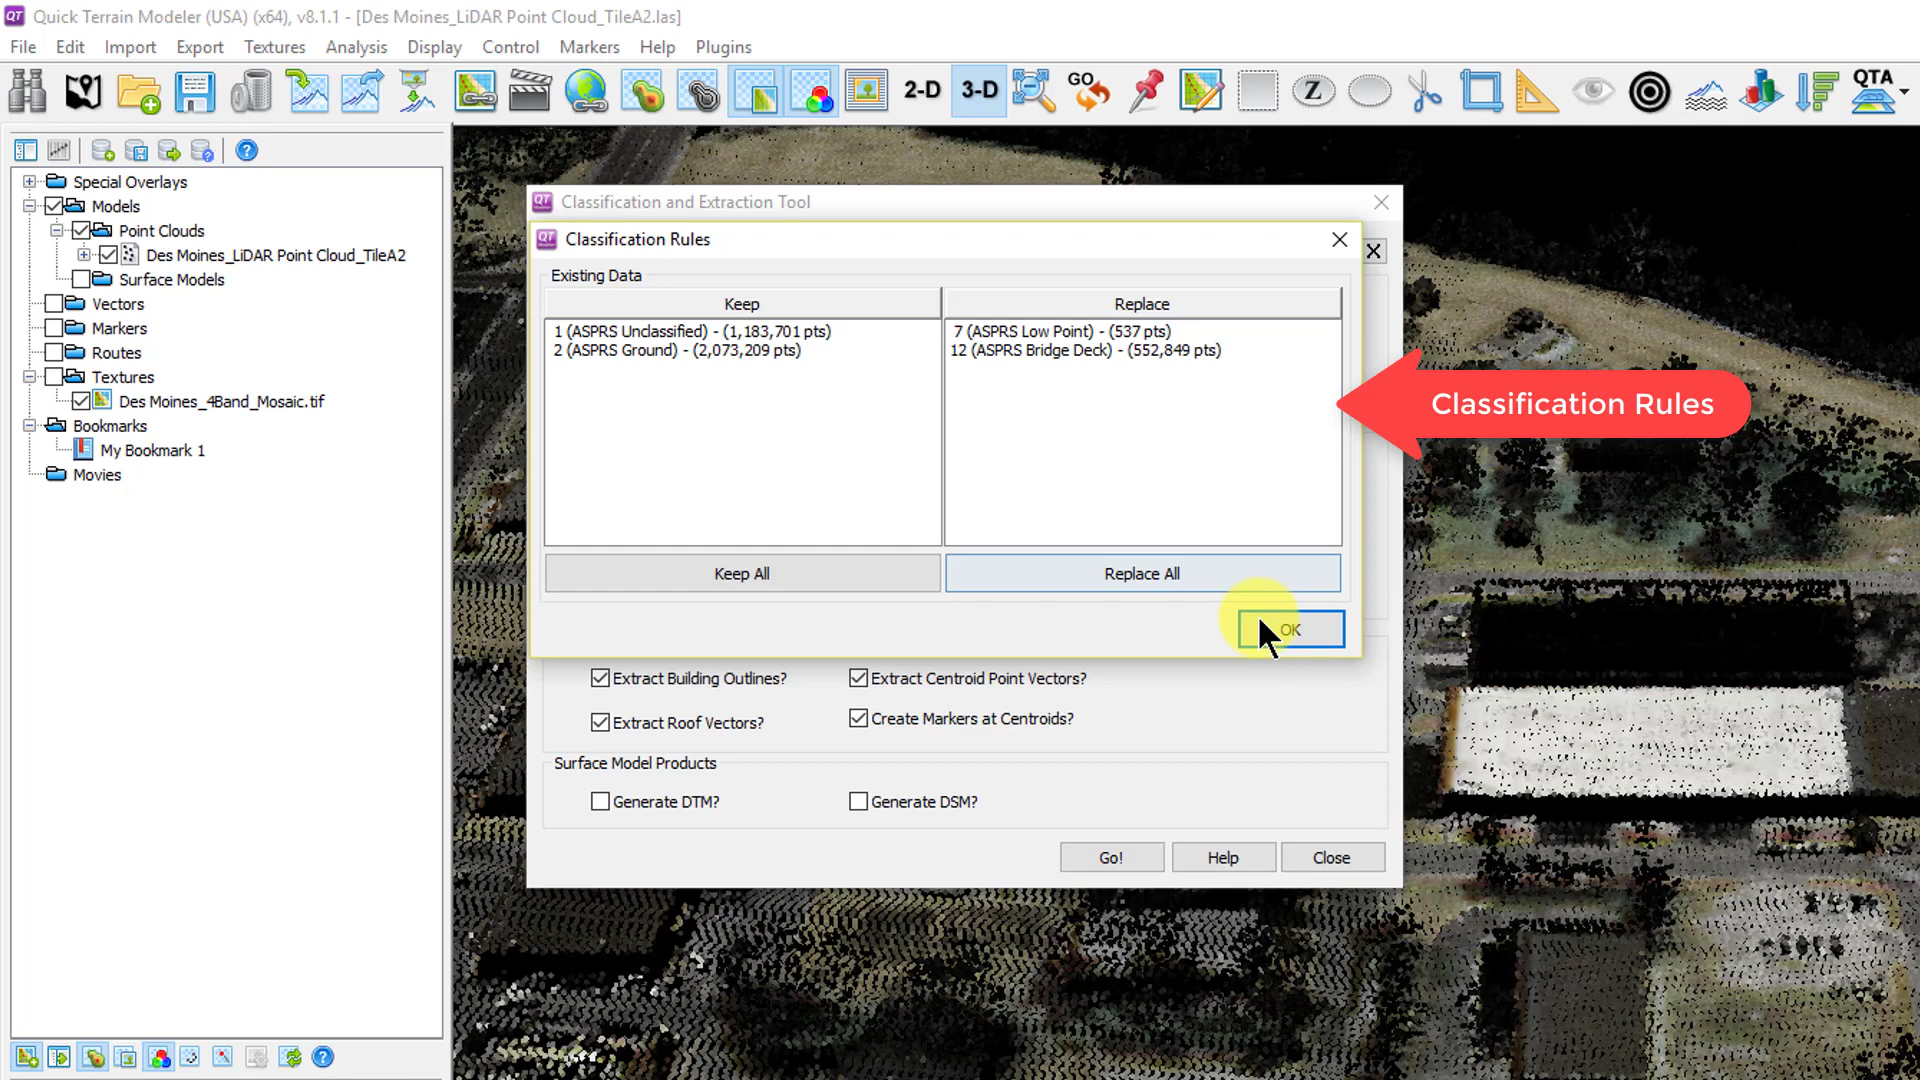 QT Quick Terrain Modeler (USA) (x64), v8.1.1 - [Des Moines_LiDAR Point Cloud_TileA2.las]
File Edit Import Export Textures Analysis Display Control Markers Help Plugins
2-D 3-D GO Z QTA
Special Overlays
Models
Point Clouds
Des Moines_LiDAR Point Cloud_TileA2
Surface Models
Vectors
Markers
Routes
Textures
Des Moines_4Band_Mosaic.tif
Bookmarks
My Bookmark 1
Movies
Classification and Extraction Tool
Classification Rules
X
Existing Data
Keep Replace
1 (ASPRS Unclassified) - (1,183,701 pts)
2 (ASPRS Ground) - (2,073,209 pts)
7 (ASPRS Low Point) - (537 pts)
12 (ASPRS Bridge Deck) - (552,849 pts)
Classification Rules
Keep All Replace All
OK
Extract Building Outlines? Extract Centroid Point Vectors?
Extract Roof Vectors? Create Markers at Centroids?
Surface Model Products
Generate DTM? Generate DSM?
Go! Help Close